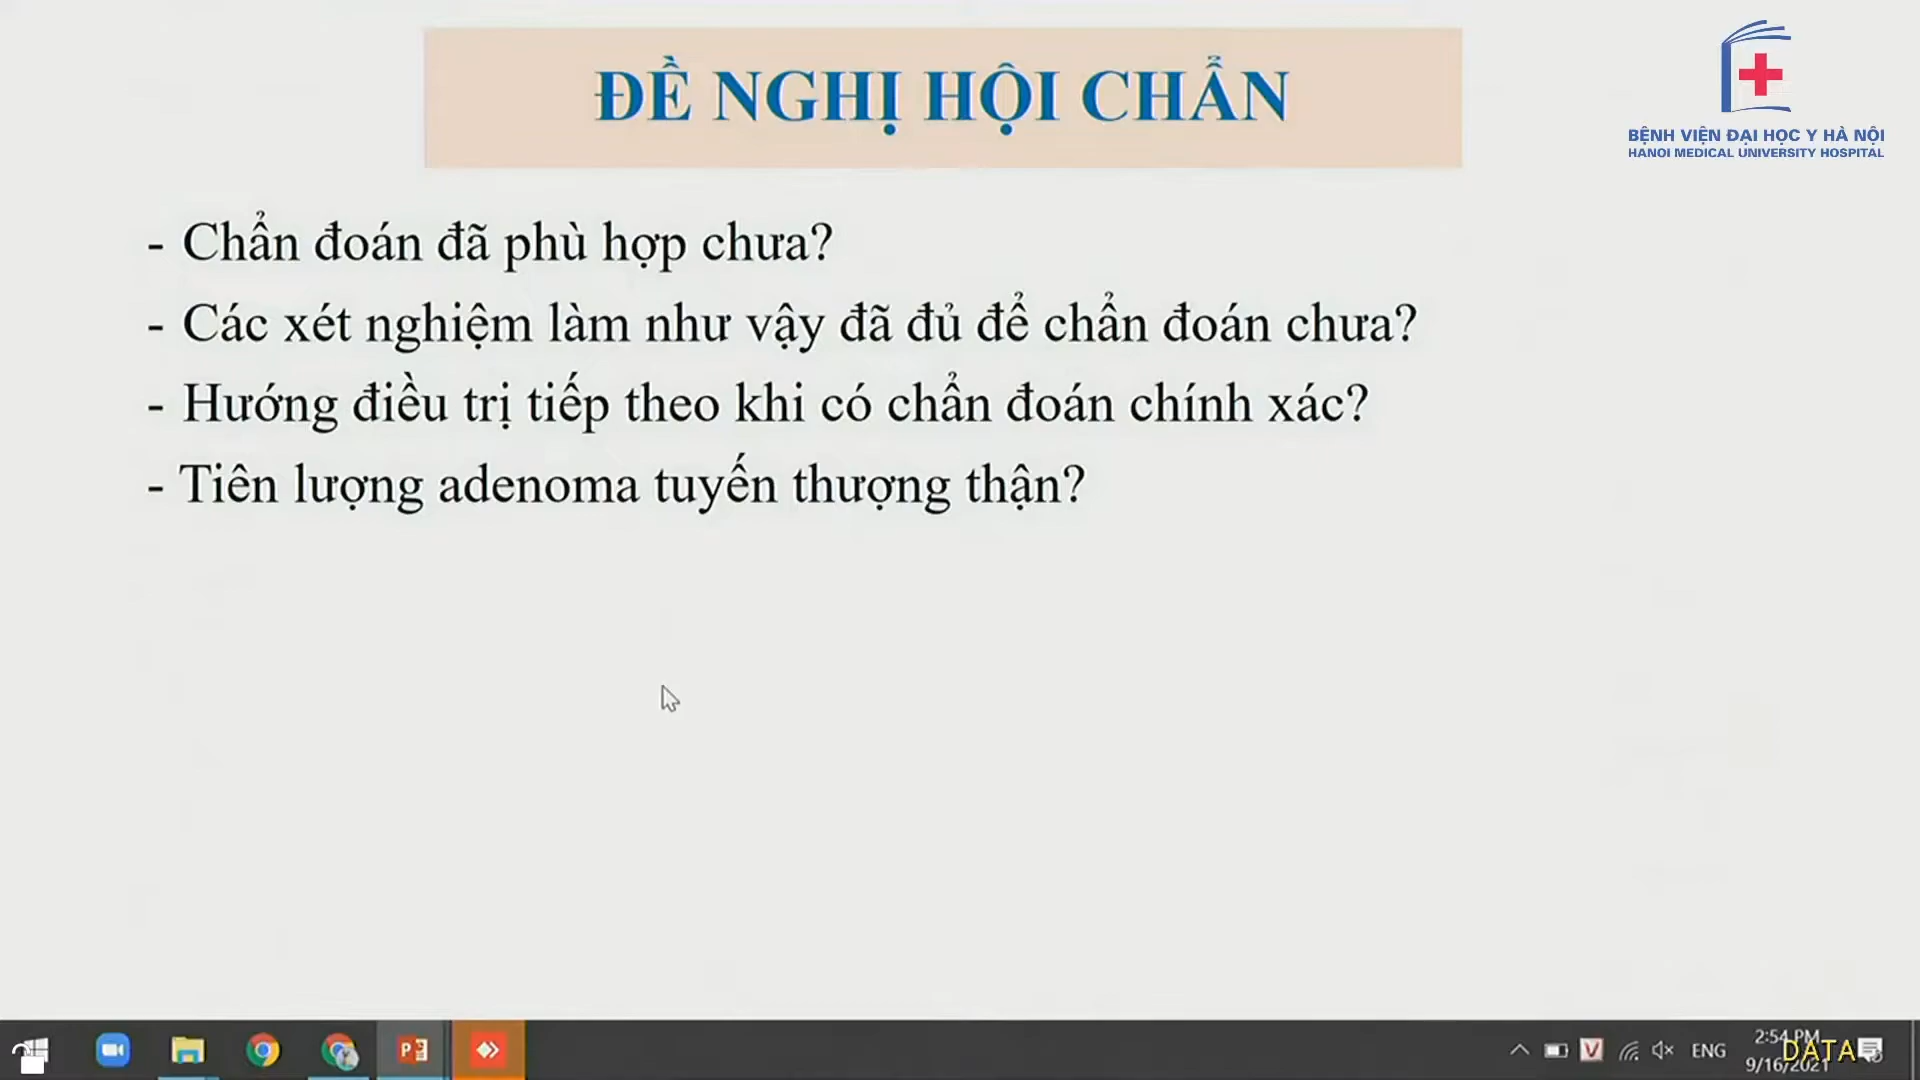 ĐỀ NGHỊ HỘI CHẨN
BỆNH VIỆN ĐẠI HỌC Y HÀ NỘI
HANOI MEDICAL UNIVERSITY HOSPITAL
- Chẩn đoán đã phù hợp chưa?
- Các xét nghiệm làm như vậy đã đủ để chẩn đoán chưa?
- Hướng điều trị tiếp theo khi có chẩn đoán chính xác?
- Tiên lượng adenoma tuyến thượng thận?
ENG
2:54 PM
9/16/2021
DATA